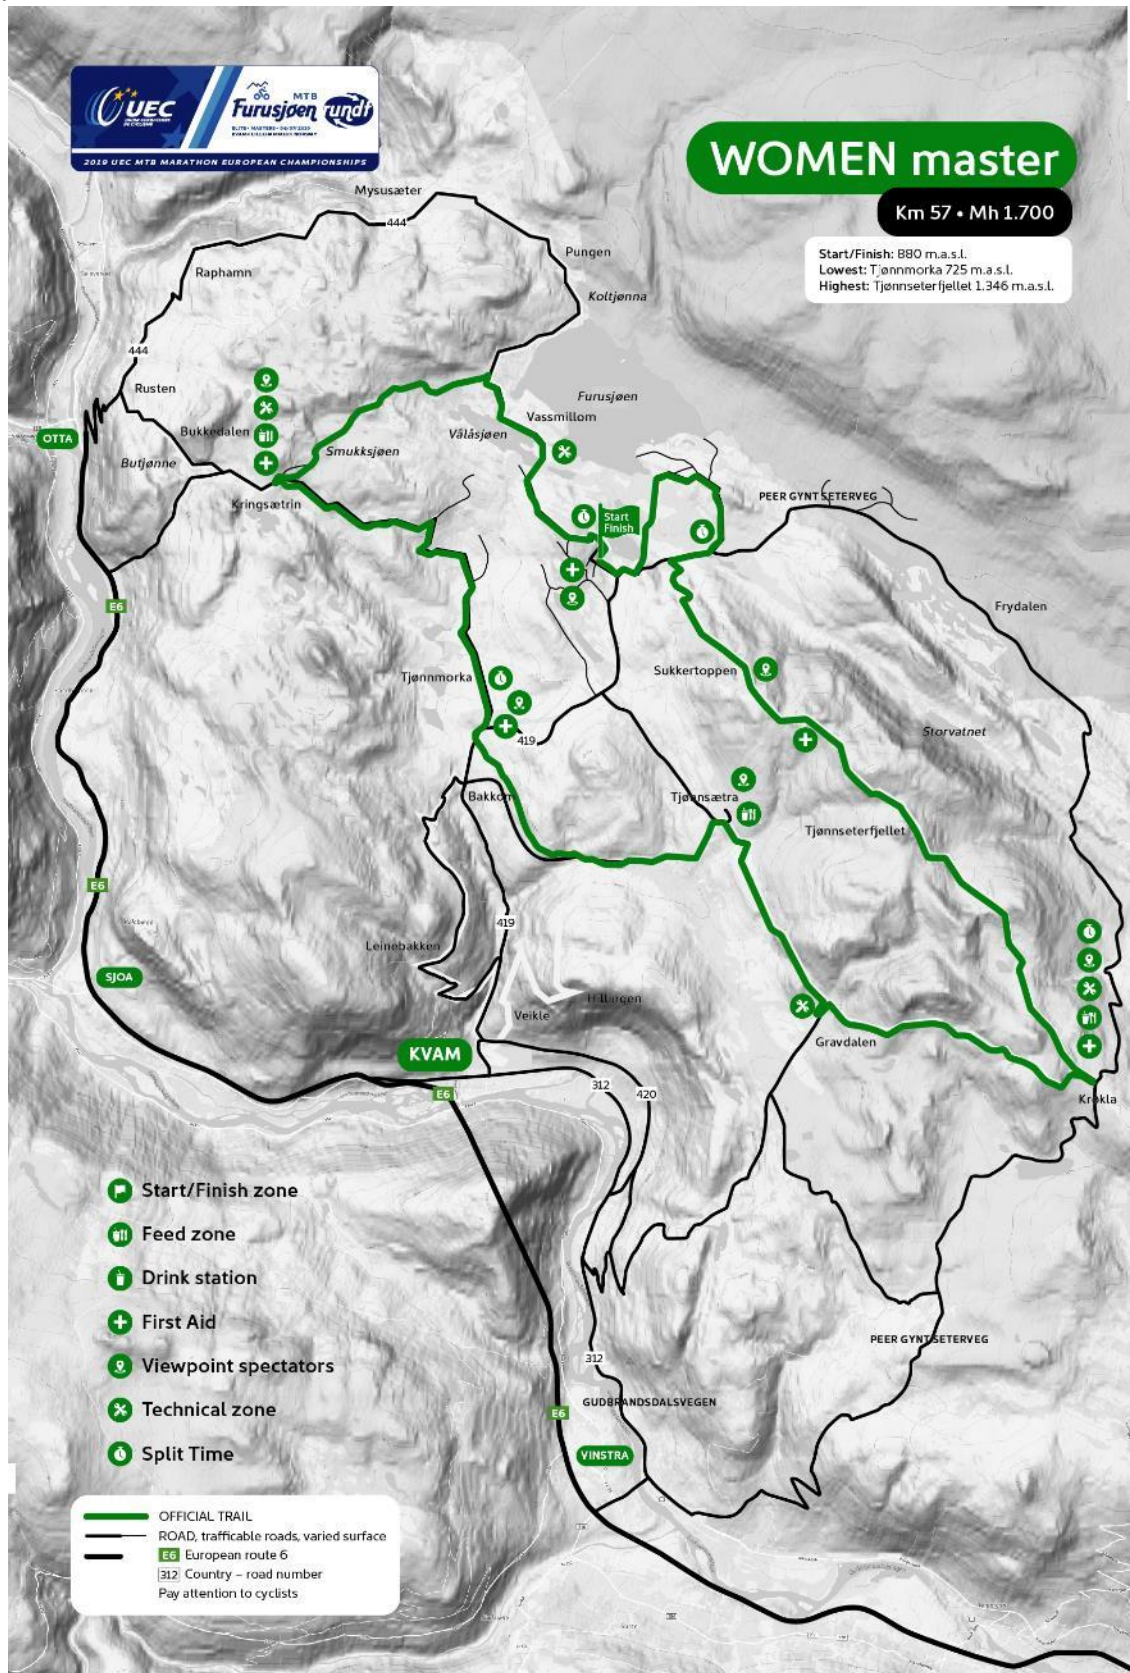 UEC
MTB
Furusjøen rundt
2019 UEC MTB MARATHON EUROPEAN CHAMPIONSHIPS
WOMEN master
Km 57 • Mh 1.700
Start/Finish: 880 m.a.s.l.
Lowest: Tjønnmorka 725 m.a.s.l.
Highest: Tjønnseterfjellet 1.346 m.a.s.l.
Mysusæter
444
Pungen
Raphamn
Koltjønna
444
Rusten
Furusjøen
Vassmillom
OTTA
Bukkedalen
Vålåsjøen
Smukksjøen
Butjønne
PEER GYNT SETERVEG
Kringsætrin
Start
Finish
E6
Frydalen
Tjønnmorka
Sukkertoppen
Storvatnet
419
Bakkom
Tjønnsætra
Tjønnseterfjellet
E6
419
Leinebakken
SJOA
Hillingen
Veikle
Gravdalen
KVAM
E6
312
420
Krøkla
Start/Finish zone
Feed zone
Drink station
First Aid
Viewpoint spectators
Technical zone
Split Time
PEER GYNT SETERVEG
312
GUDBRANDSDALSVEGEN
E6
VINSTRA
OFFICIAL TRAIL
ROAD, trafficable roads, varied surface
E6 European route 6
312 Country – road number
Pay attention to cyclists